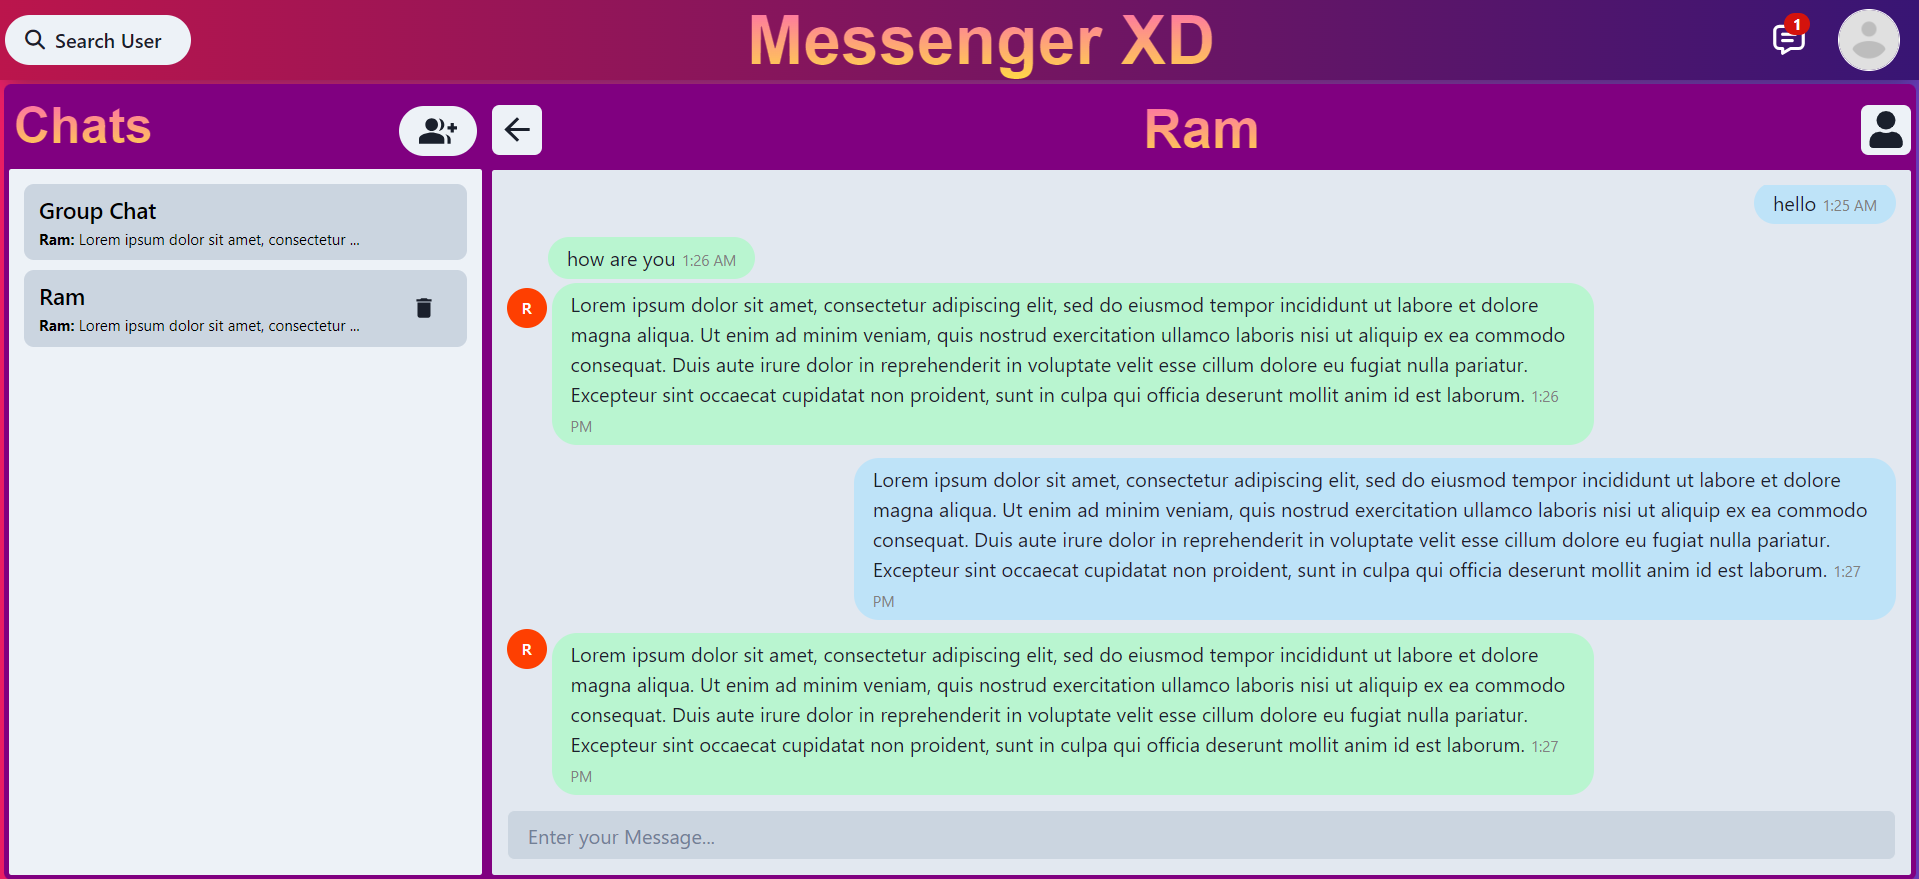 Search User
Messenger XD
1
Chats
Ram
Group Chat
Ram: Lorem ipsum dolor sit amet, consectetur ...
Ram
Ram: Lorem ipsum dolor sit amet, consectetur ...
hello 1:25 AM
how are you 1:26 AM
R
Lorem ipsum dolor sit amet, consectetur adipiscing elit, sed do eiusmod tempor incididunt ut labore et dolore
magna aliqua. Ut enim ad minim veniam, quis nostrud exercitation ullamco laboris nisi ut aliquip ex ea commodo
consequat. Duis aute irure dolor in reprehenderit in voluptate velit esse cillum dolore eu fugiat nulla pariatur.
Excepteur sint occaecat cupidatat non proident, sunt in culpa qui officia deserunt mollit anim id est laborum. 1:26
PM
Lorem ipsum dolor sit amet, consectetur adipiscing elit, sed do eiusmod tempor incididunt ut labore et dolore
magna aliqua. Ut enim ad minim veniam, quis nostrud exercitation ullamco laboris nisi ut aliquip ex ea commodo
consequat. Duis aute irure dolor in reprehenderit in voluptate velit esse cillum dolore eu fugiat nulla pariatur.
Excepteur sint occaecat cupidatat non proident, sunt in culpa qui officia deserunt mollit anim id est laborum. 1:27
PM
R
Lorem ipsum dolor sit amet, consectetur adipiscing elit, sed do eiusmod tempor incididunt ut labore et dolore
magna aliqua. Ut enim ad minim veniam, quis nostrud exercitation ullamco laboris nisi ut aliquip ex ea commodo
consequat. Duis aute irure dolor in reprehenderit in voluptate velit esse cillum dolore eu fugiat nulla pariatur.
Excepteur sint occaecat cupidatat non proident, sunt in culpa qui officia deserunt mollit anim id est laborum. 1:27
PM
Enter your Message...